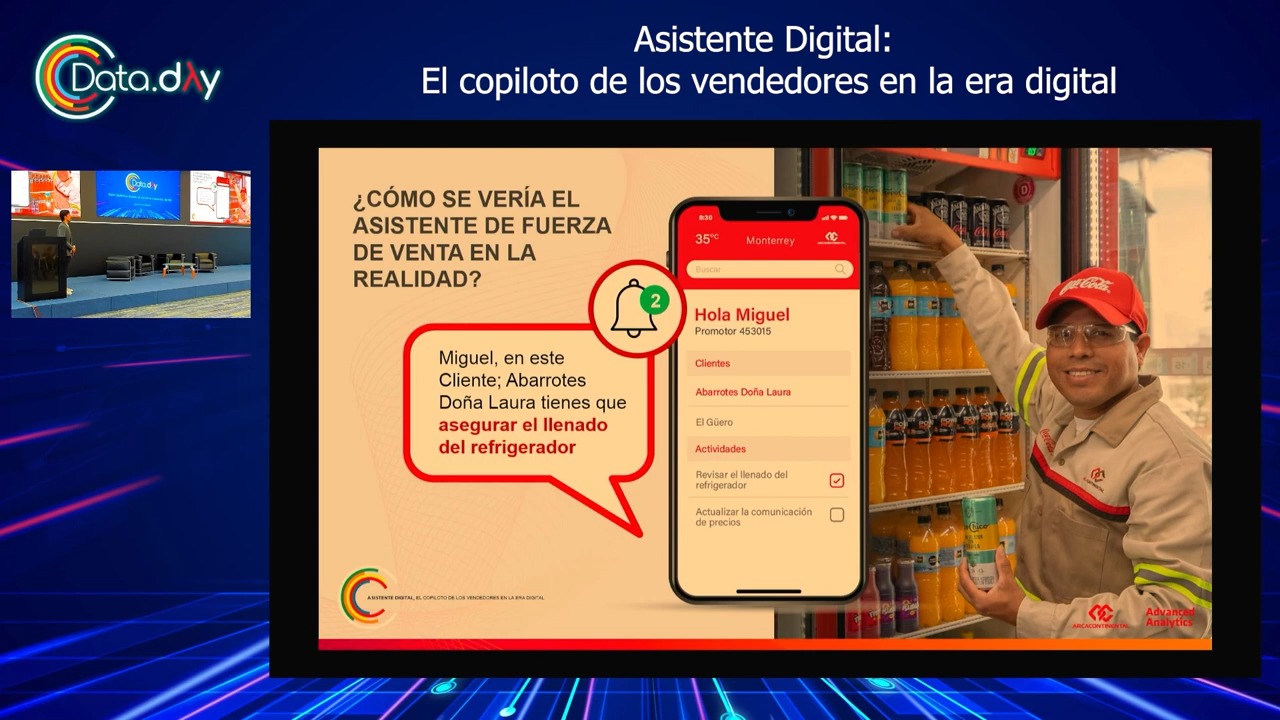 Data.dλy
Asistente Digital:
El copiloto de los vendedores en la era digital
¿CÓMO SE VERÍA EL
ASISTENTE DE FUERZA
DE VENTA EN LA
REALIDAD?
2
Miguel, en este
Cliente; Abarrotes
Doña Laura tienes que
asegurar el llenado
del refrigerador
8:30
35°C
Monterrey
ARCACONTINENTAL
Buscar
Hola Miguel
Promotor 453015
Clientes
Abarrotes Doña Laura
El Güero
Actividades
Revisar el llenado del
refrigerador
Actualizar la comunicación
de precios
Coca-Cola
ASISTENTE DIGITAL, EL COPILOTO DE LOS VENDEDORES EN LA ERA DIGITAL
ARCACONTINENTAL
Advanced
Analytics